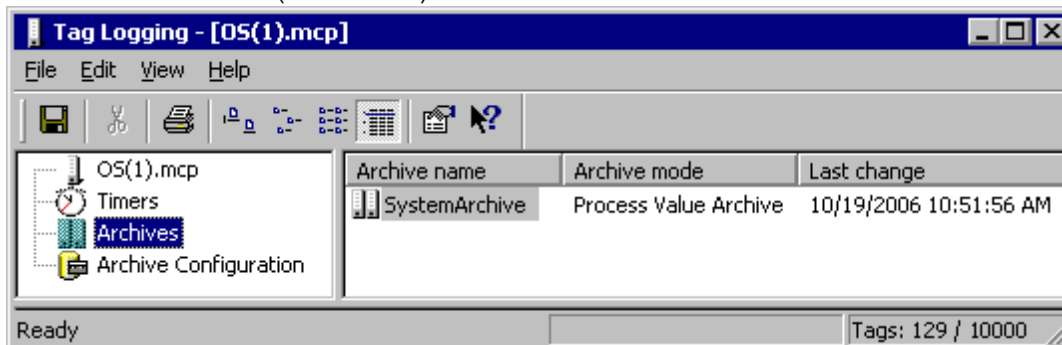 Tag Logging - [OS(1).mcp]
File Edit View Help
OS(1).mcp
Timers
Archives
Archive Configuration
Archive name Archive mode Last change
SystemArchive Process Value Archive 10/19/2006 10:51:56 AM
Ready Tags: 129 / 10000